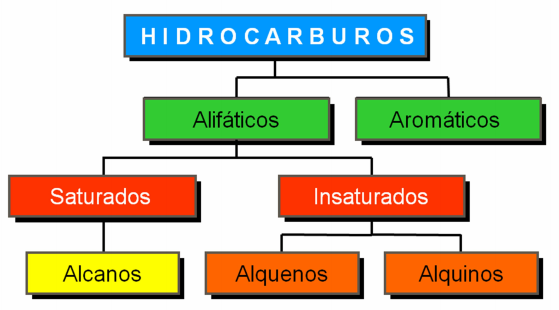 HIDROCARBUROS
Alifáticos
Aromáticos
Saturados
Insaturados
Alcanos
Alquenos
Alquinos